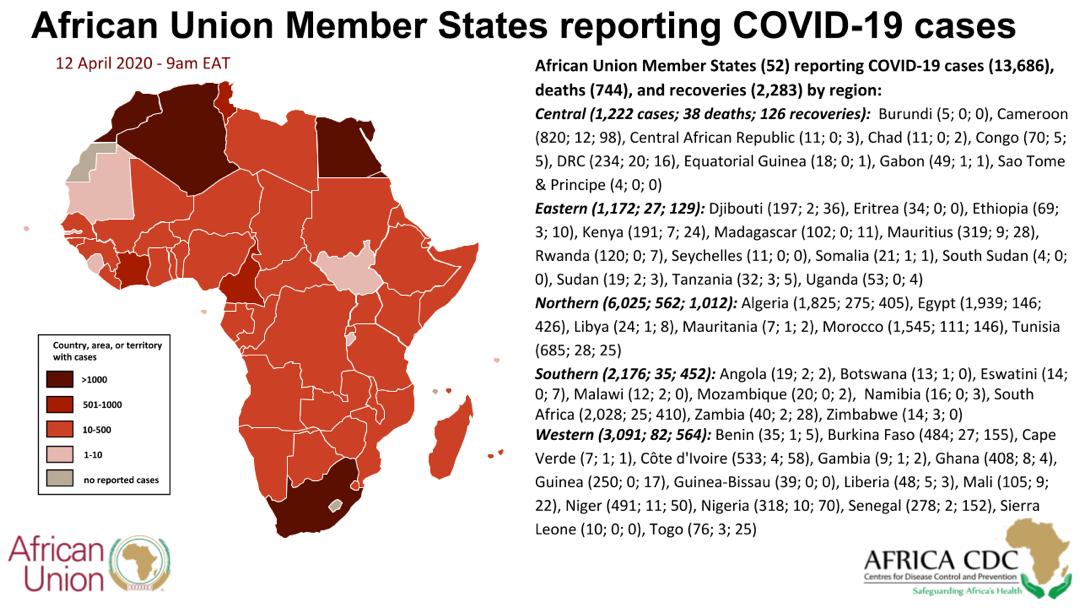 African Union Member States reporting COVID-19 cases
12 April 2020 - 9am EAT
African Union Member States (52) reporting COVID-19 cases (13,686),
deaths (744), and recoveries (2,283) by region:
Central (1,222 cases; 38 deaths; 126 recoveries): Burundi (5; 0; 0), Cameroon
(820; 12; 98), Central African Republic (11; 0; 3), Chad (11; 0; 2), Congo (70; 5;
5), DRC (234; 20; 16), Equatorial Guinea (18; 0; 1), Gabon (49; 1; 1), Sao Tome
& Principe (4; 0; 0)
Eastern (1,172; 27; 129): Djibouti (197; 2; 36), Eritrea (34; 0; 0), Ethiopia (69;
3; 10), Kenya (191; 7; 24), Madagascar (102; 0; 11), Mauritius (319; 9; 28),
Rwanda (120; 0; 7), Seychelles (11; 0; 0), Somalia (21; 1; 1), South Sudan (4; 0;
0), Sudan (19; 2; 3), Tanzania (32; 3; 5), Uganda (53; 0; 4)
Northern (6,025; 562; 1,012): Algeria (1,825; 275; 405), Egypt (1,939; 146;
426), Libya (24; 1; 8), Mauritania (7; 1; 2), Morocco (1,545; 111; 146), Tunisia
(685; 28; 25)
Southern (2,176; 35; 452): Angola (19; 2; 2), Botswana (13; 1; 0), Eswatini (14;
0; 7), Malawi (12; 2; 0), Mozambique (20; 0; 2), Namibia (16; 0; 3), South
Africa (2,028; 25; 410), Zambia (40; 2; 28), Zimbabwe (14; 3; 0)
Western (3,091; 82; 564): Benin (35; 1; 5), Burkina Faso (484; 27; 155), Cape
Verde (7; 1; 1), Côte d'Ivoire (533; 4; 58), Gambia (9; 1; 2), Ghana (408; 8; 4),
Guinea (250; 0; 17), Guinea-Bissau (39; 0; 0), Liberia (48; 5; 3), Mali (105; 9;
22), Niger (491; 11; 50), Nigeria (318; 10; 70), Senegal (278; 2; 152), Sierra
Leone (10; 0; 0), Togo (76; 3; 25)
Country, area, or territory
with cases
>1000
501-1000
10-500
1-10
no reported cases
African
Union
AFRICA CDC
Centres for Disease Control and Prevention
Safeguarding Africa's Health